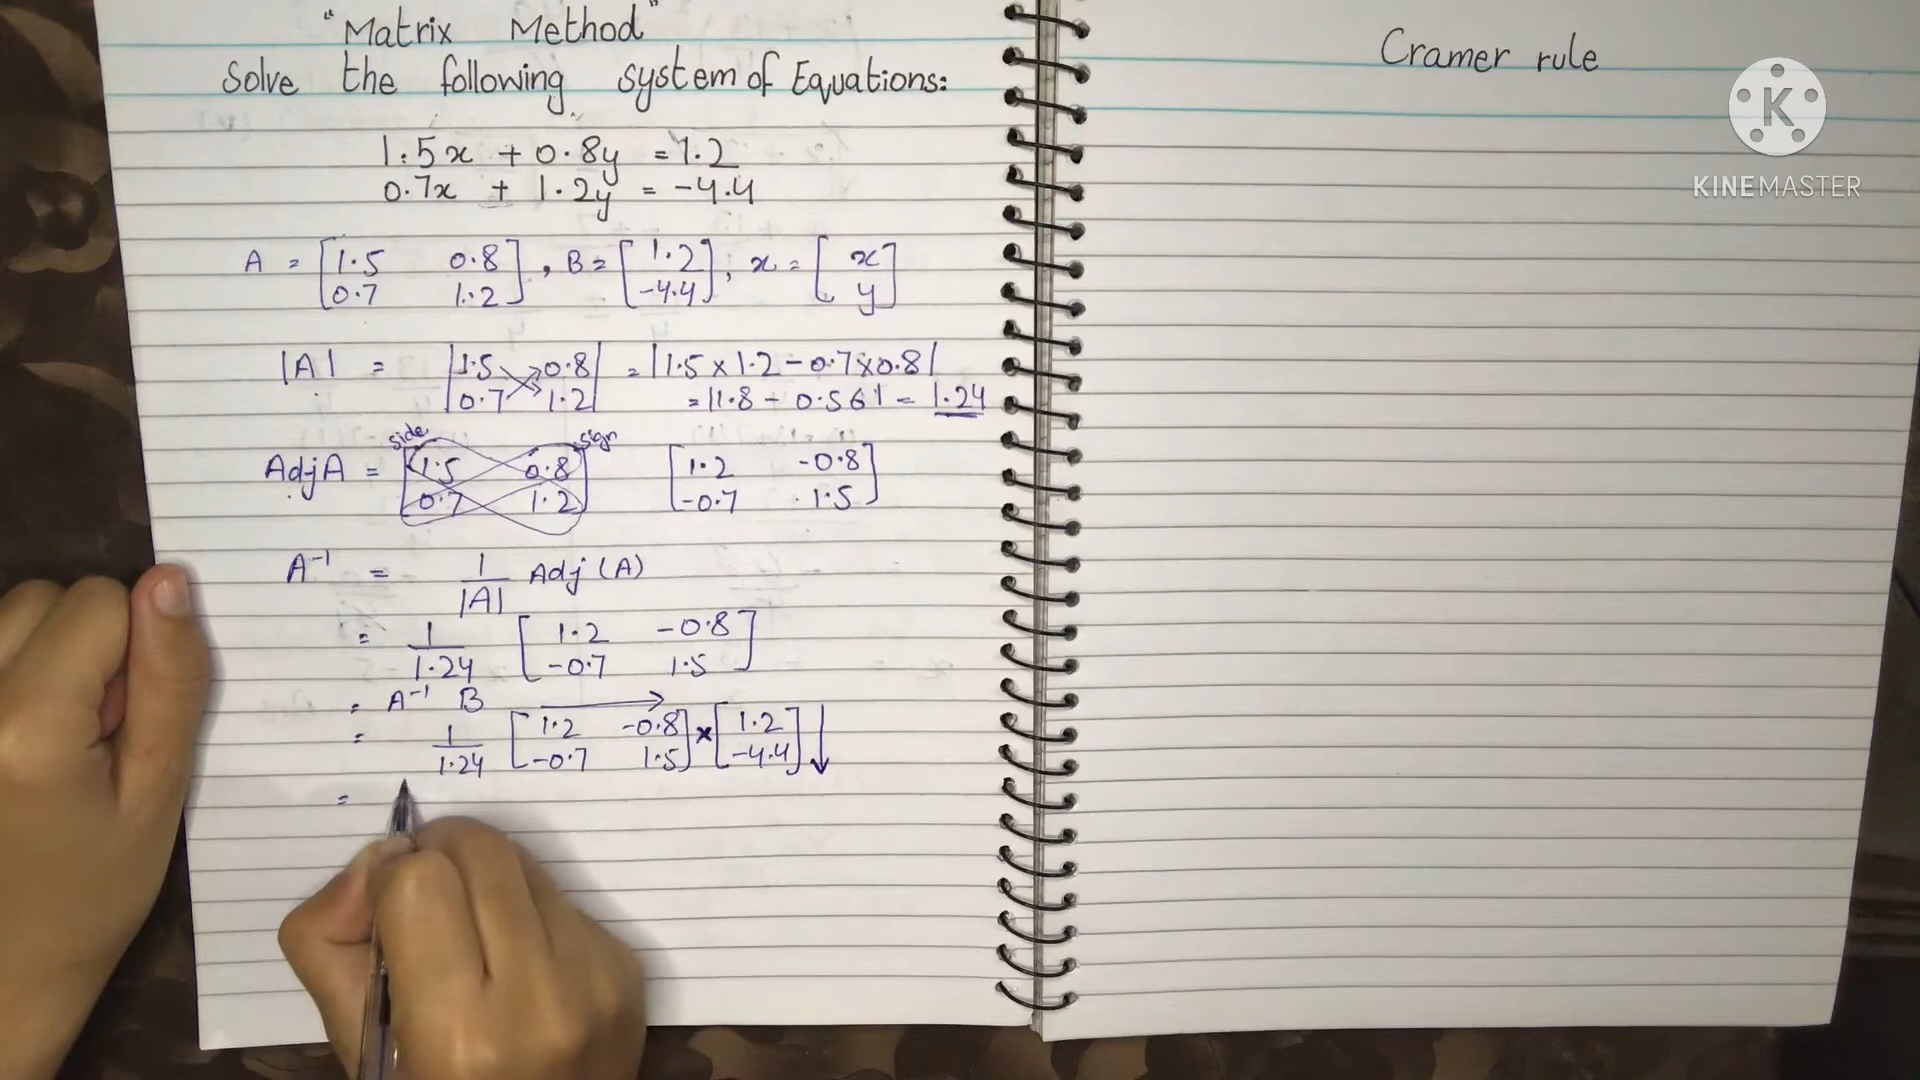 "Matrix Method"
Solve the following system of Equations:
1.5x + 0.8y = 1.2
0.7x + 1.2y = -4.4
A = [1.5 0.8
0.7 1.2], B = [1.2
-4.4], x = [x
y]
|A| = |1.5 0.8
0.7 1.2| = |1.5 × 1.2 - 0.7 × 0.8|
= |1.8 - 0.56| = 1.24
side sign
Adj A = [1.5 0.8
0.7 1.2] [1.2 -0.8
-0.7 1.5]
A⁻¹ = 1/|A| Adj (A)
= 1/1.24 [1.2 -0.8
-0.7 1.5]
= A⁻¹ B
= 1/1.24 [1.2 -0.8
-0.7 1.5] × [1.2
-4.4]
=
Cramer rule
K
KINEMASTER